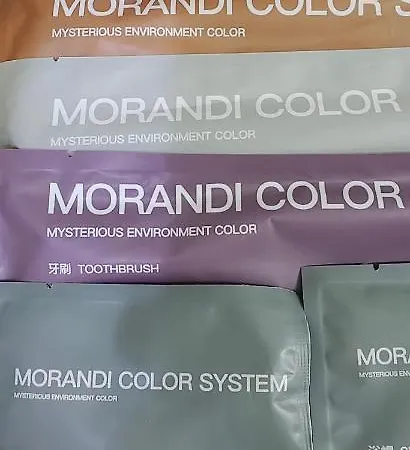 MORANDI COLOR S
MYSTERIOUS ENVIRONMENT COLOR
MORANDI COLOR
MYSTERIOUS ENVIRONMENT COLOR
MORANDI COLOR
MYSTERIOUS ENVIRONMENT COLOR
牙刷 TOOTHBRUSH
MORANDI COLOR SYSTEM
MYSTERIOUS ENVIRONMENT COLOR
MORA
MYSTERIOUS ENV